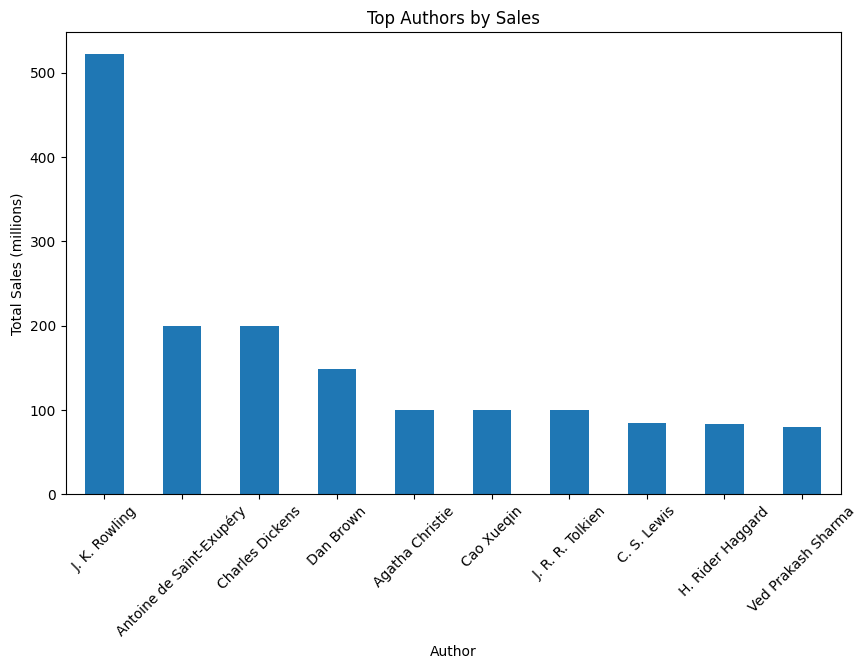 Top Authors by Sales
Total Sales (millions)
500
400
300
200
100
0
J. K. Rowling
Antoine de Saint-Exupéry
Charles Dickens
Dan Brown
Agatha Christie
Cao Xueqin
J. R. R. Tolkien
C. S. Lewis
H. Rider Haggard
Ved Prakash Sharma
Author